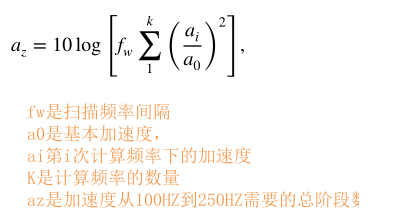 a_z = 10 log [ f_w ∑_1^k ( a_i / a_0 )^2 ],
fw是扫描频率间隔
a0是基本加速度，
ai第i次计算频率下的加速度
K是计算频率的数量
az是加速度从100HZ到250HZ需要的总阶段数